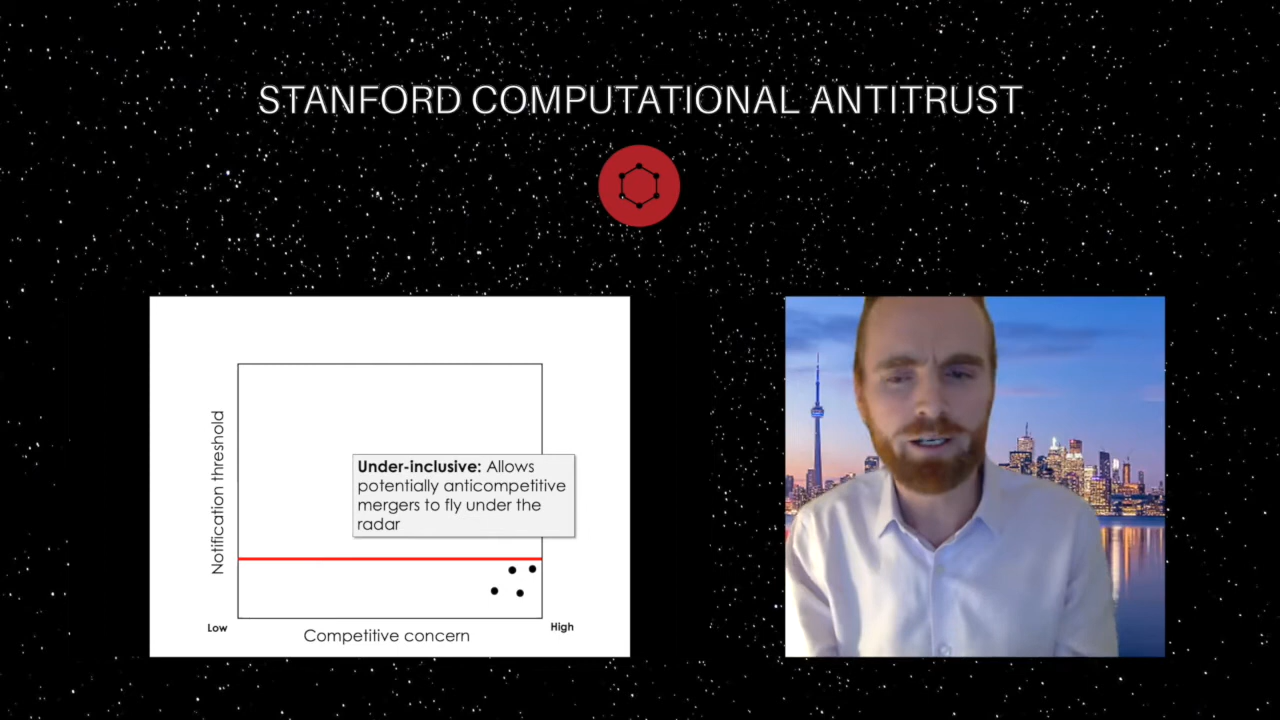 STANFORD COMPUTATIONAL ANTITRUST
Notification threshold
Under-inclusive: Allows
potentially anticompetitive
mergers to fly under the
radar
Low
Competitive concern
High